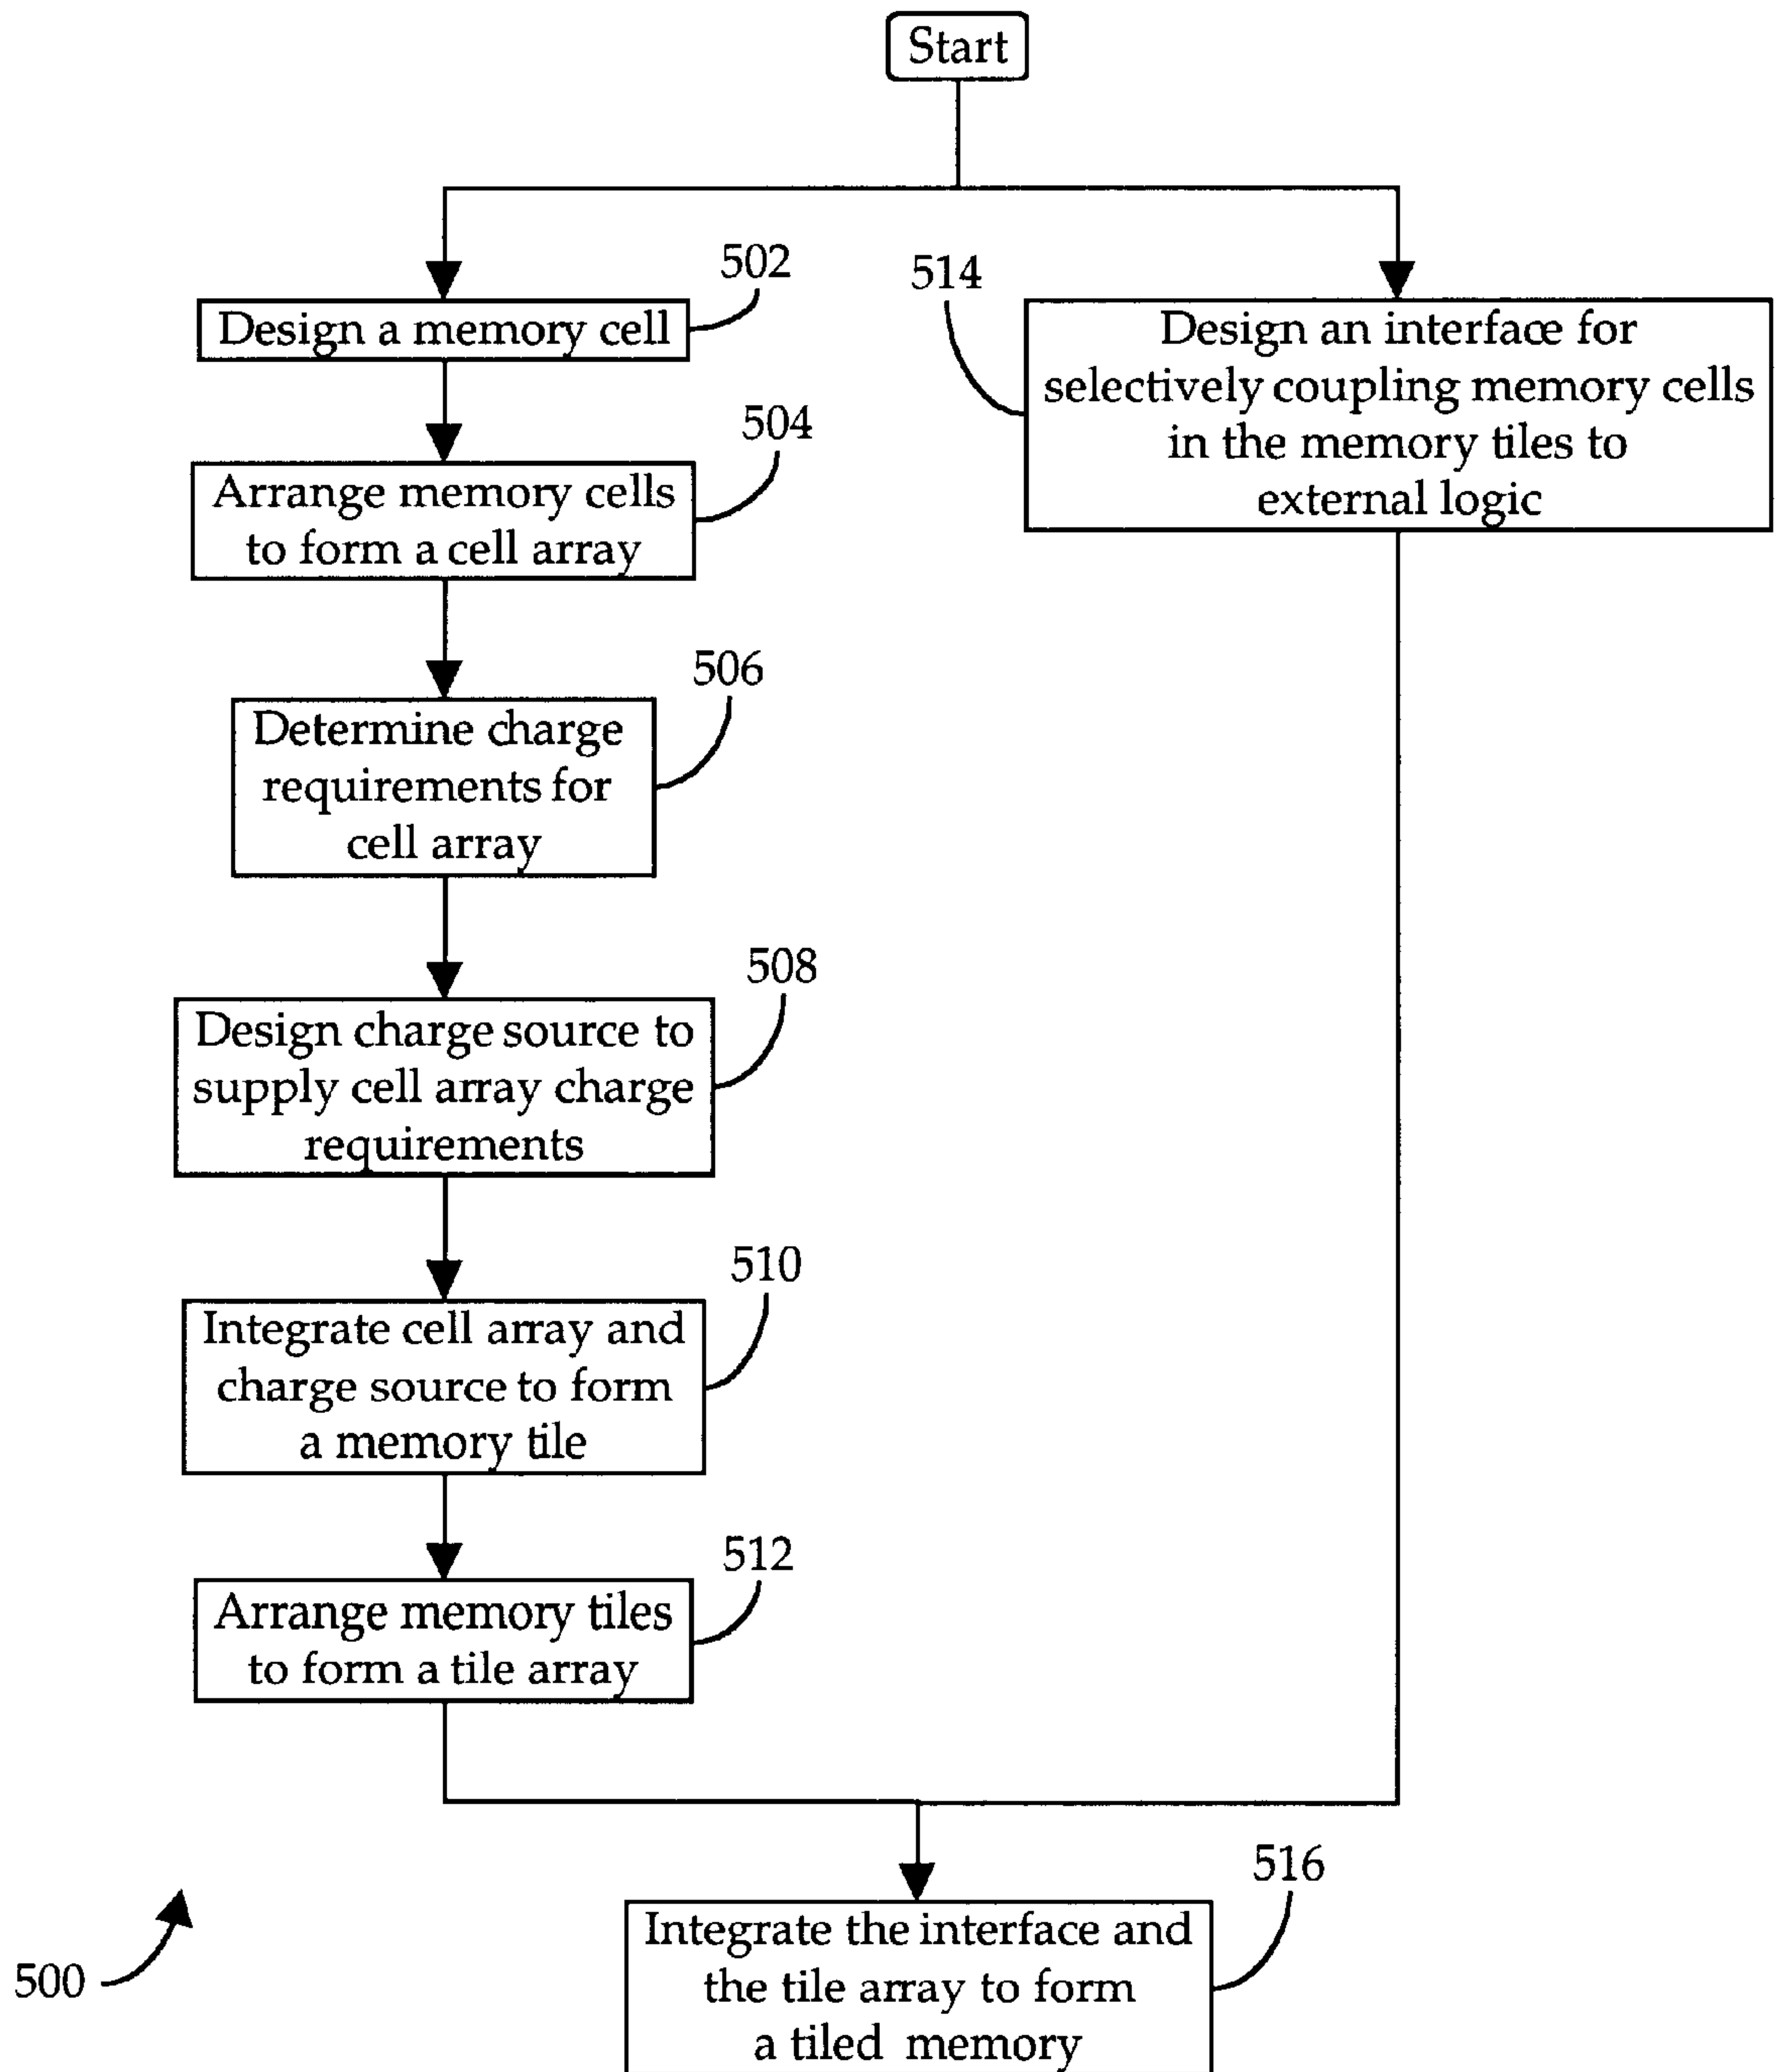 Start
502
Design a memory cell
514
Design an interface for
selectively coupling memory cells
in the memory tiles to
external logic
504
Arrange memory cells
to form a cell array
506
Determine charge
requirements for
cell array
508
Design charge source to
supply cell array charge
requirements
510
Integrate cell array and
charge source to form
a memory tile
512
Arrange memory tiles
to form a tile array
516
Integrate the interface and
the tile array to form
a tiled memory
500